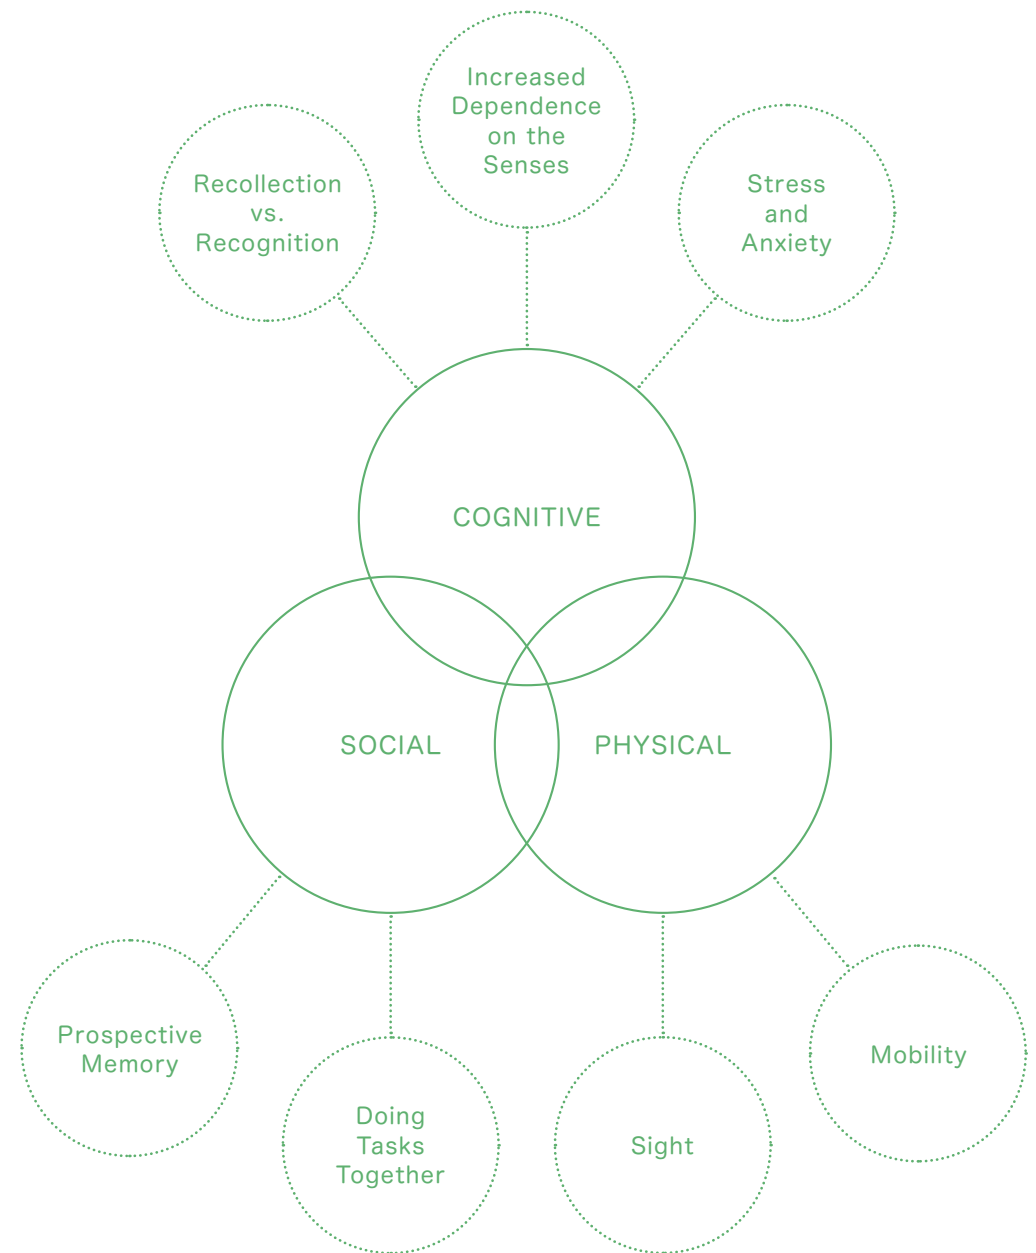 Increased
Dependence
on the
Senses
Recollection
vs.
Recognition
Stress
and
Anxiety
COGNITIVE
SOCIAL
PHYSICAL
Prospective
Memory
Doing
Tasks
Together
Sight
Mobility